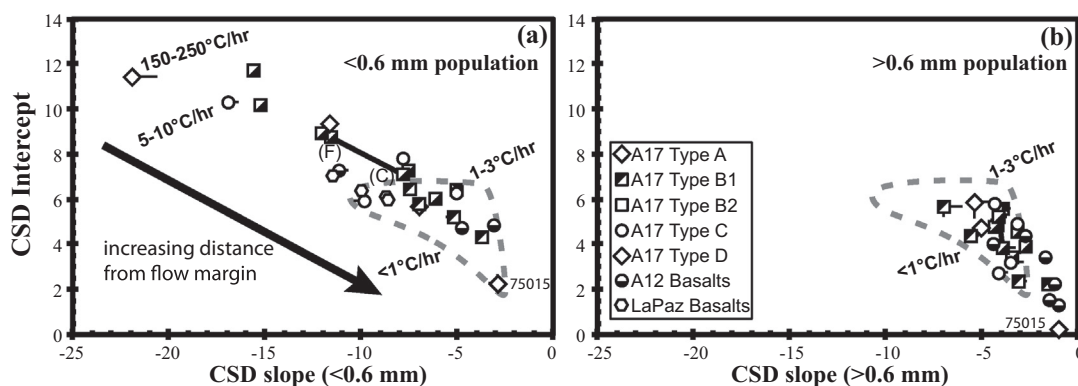 14
12
10
8
6
4
2
0
CSD Intercept
150-250°C/hr
5-10°C/hr
(a)
<0.6 mm population
(F)
(C)
1-3°C/hr
<1°C/hr
increasing distance
from flow margin
75015
-25
-20
-15
-10
-5
0
CSD slope (<0.6 mm)
14
12
10
8
6
4
2
0
(b)
>0.6 mm population
A17 Type A
A17 Type B1
A17 Type B2
A17 Type C
A17 Type D
A12 Basalts
LaPaz Basalts
1-3°C/hr
<1°C/hr
75015
-25
-20
-15
-10
-5
0
CSD slope (>0.6 mm)